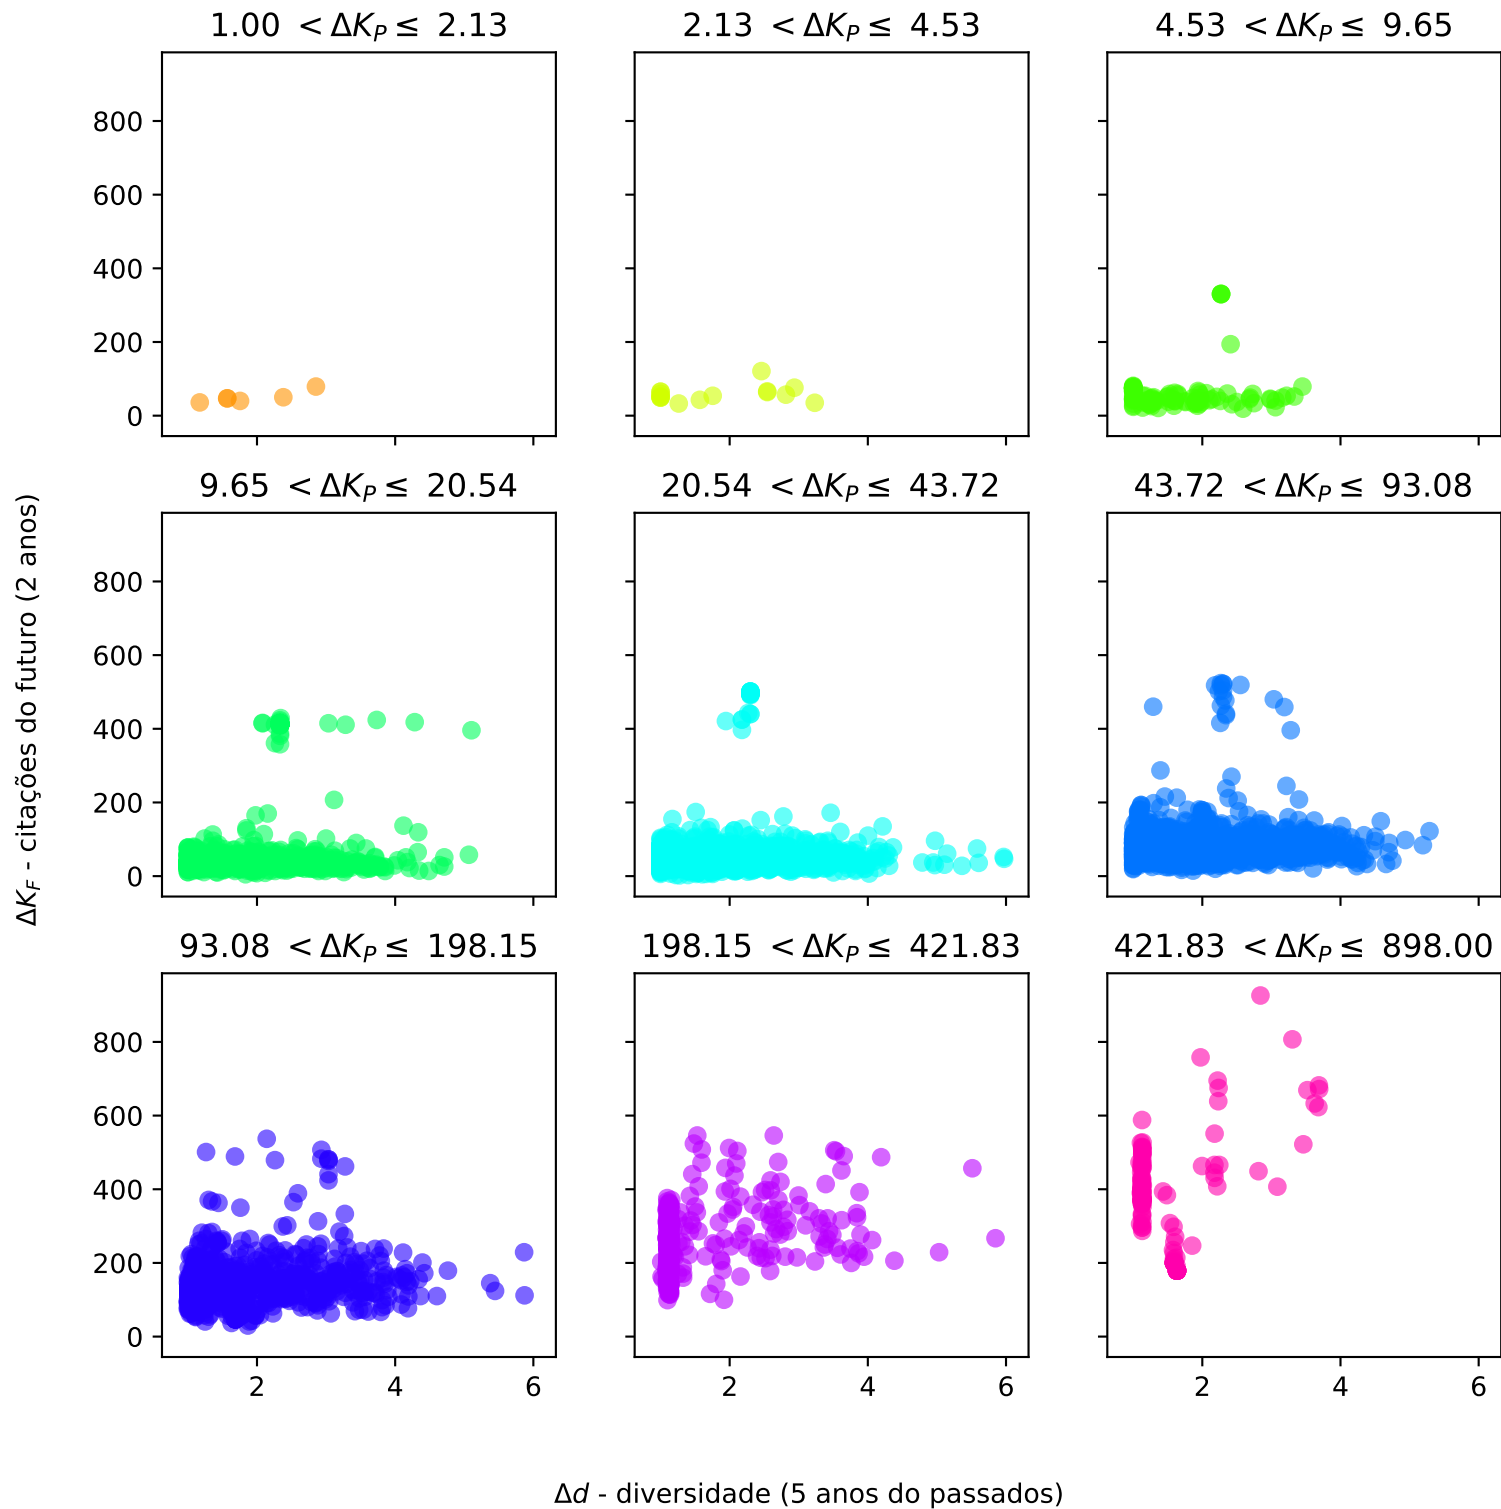 1.00 < ΔK_P ≤ 2.13
2.13 < ΔK_P ≤ 4.53
4.53 < ΔK_P ≤ 9.65
800
600
400
200
0
9.65 < ΔK_P ≤ 20.54
20.54 < ΔK_P ≤ 43.72
43.72 < ΔK_P ≤ 93.08
800
600
400
200
0
93.08 < ΔK_P ≤ 198.15
198.15 < ΔK_P ≤ 421.83
421.83 < ΔK_P ≤ 898.00
800
600
400
200
0
2 4 6
2 4 6
2 4 6
ΔK_F - citações do futuro (2 anos)
Δd - diversidade (5 anos do passados)